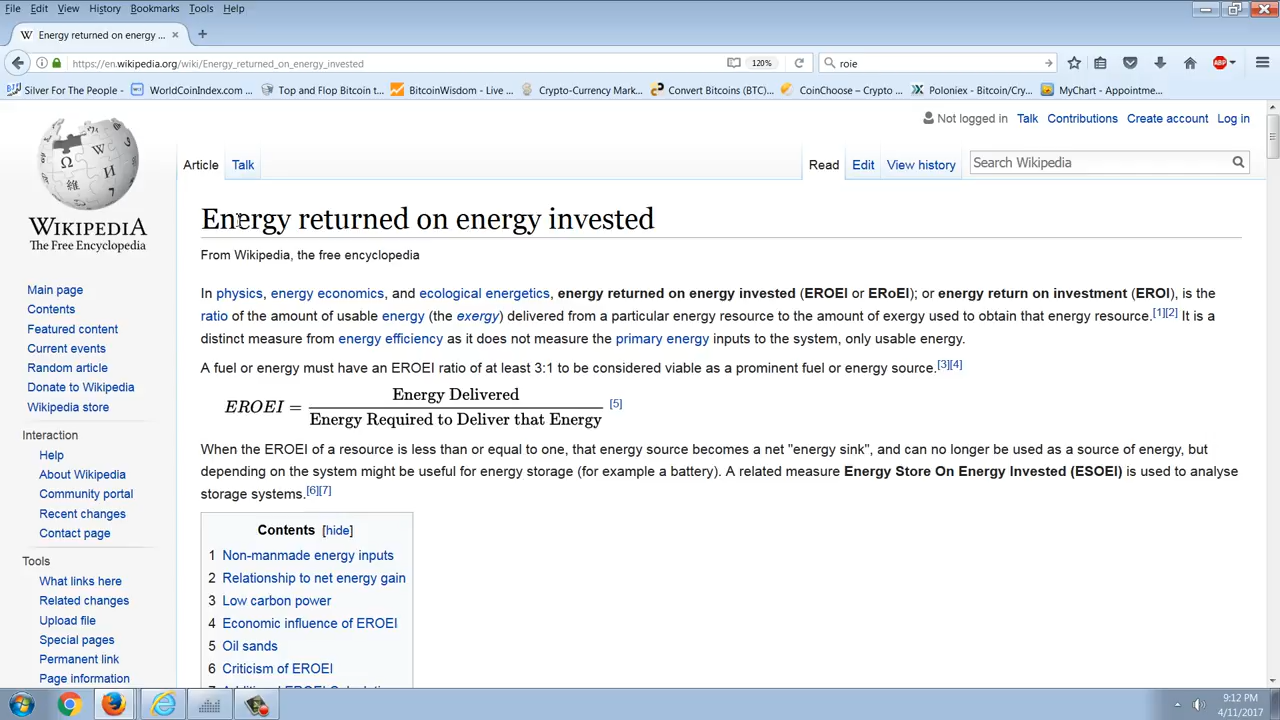 File Edit View History Bookmarks Tools Help
W Energy returned on energy ... × +
https://en.wikipedia.org/wiki/Energy_returned_on_energy_invested 120% roie
Silver For The People - WorldCoinIndex.com ... Top and Flop Bitcoin t... BitcoinWisdom - Live ... Crypto-Currency Mark... Convert Bitcoins (BTC)... CoinChoose – Crypto ... Poloniex - Bitcoin/Cry... MyChart - Appointme...
Not logged in Talk Contributions Create account Log in
Article Talk Read Edit View history Search Wikipedia
WIKIPEDIA
The Free Encyclopedia
Main page
Contents
Featured content
Current events
Random article
Donate to Wikipedia
Wikipedia store
Interaction
Help
About Wikipedia
Community portal
Recent changes
Contact page
Tools
What links here
Related changes
Upload file
Special pages
Permanent link
Page information
Energy returned on energy invested
From Wikipedia, the free encyclopedia
In physics, energy economics, and ecological energetics, energy returned on energy invested (EROEI or ERoEI); or energy return on investment (EROI), is the
ratio of the amount of usable energy (the exergy) delivered from a particular energy resource to the amount of exergy used to obtain that energy resource.[1][2] It is a
distinct measure from energy efficiency as it does not measure the primary energy inputs to the system, only usable energy.
A fuel or energy must have an EROEI ratio of at least 3:1 to be considered viable as a prominent fuel or energy source.[3][4]
EROEI = Energy Delivered [5]
Energy Required to Deliver that Energy
When the EROEI of a resource is less than or equal to one, that energy source becomes a net "energy sink", and can no longer be used as a source of energy, but
depending on the system might be useful for energy storage (for example a battery). A related measure Energy Store On Energy Invested (ESOEI) is used to analyse
storage systems.[6][7]
Contents [hide]
1 Non-manmade energy inputs
2 Relationship to net energy gain
3 Low carbon power
4 Economic influence of EROEI
5 Oil sands
6 Criticism of EROEI
9:12 PM
4/11/2017